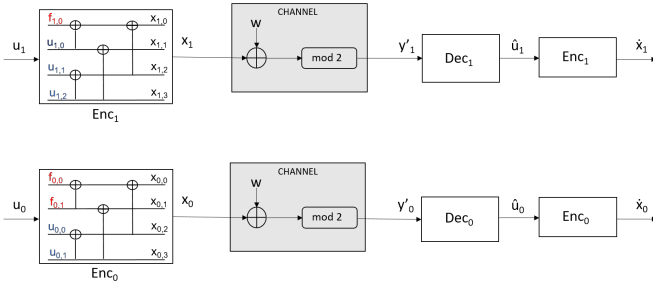 f1,0 x1,0 CHANNEL
u1 u1,0 x1,1 x1 w y'1 û1 ẋ1
u1,1 x1,2 mod 2 Dec1 Enc1
u1,2 x1,3
Enc1
f0,0 x0,0 CHANNEL
u0 f0,1 x0,1 x0 w y'0 û0 ẋ0
u0,0 x0,2 mod 2 Dec0 Enc0
u0,1 x0,3
Enc0